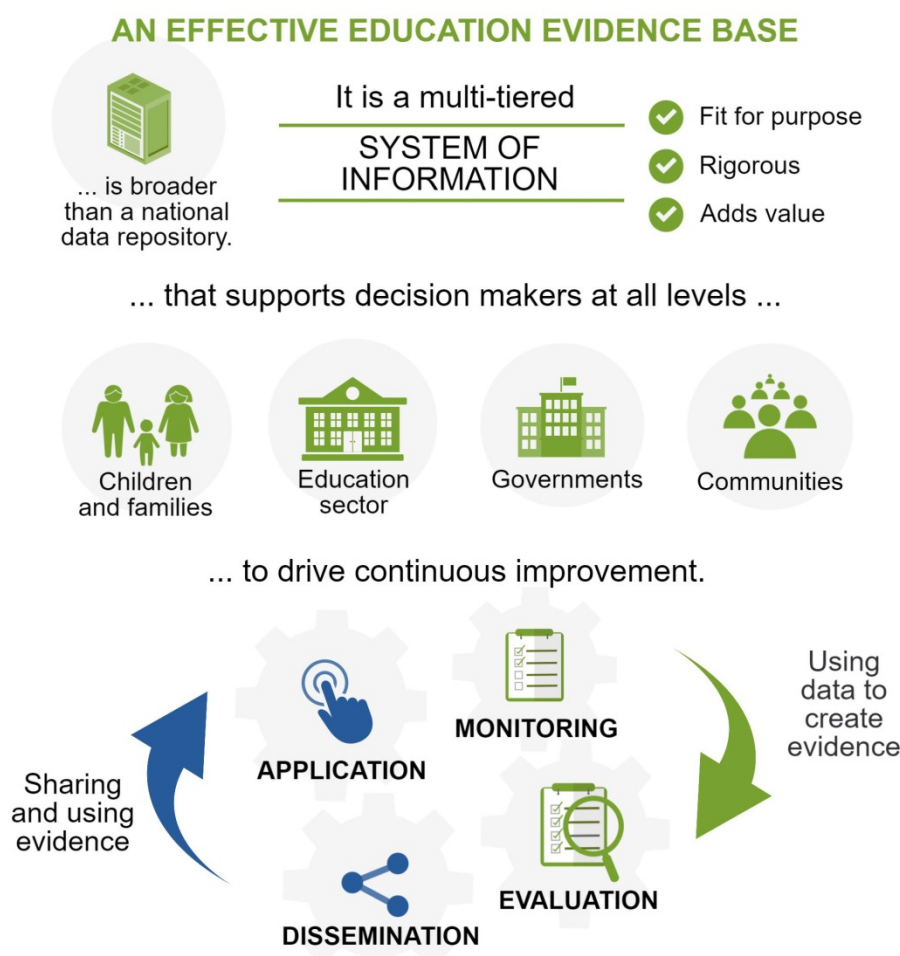 AN EFFECTIVE EDUCATION EVIDENCE BASE
... is broader
than a national
data repository.
It is a multi-tiered
SYSTEM OF
INFORMATION
Fit for purpose
Rigorous
Adds value
... that supports decision makers at all levels ...
Children
and families
Education
sector
Governments
Communities
... to drive continuous improvement.
MONITORING
Using
data to
create
evidence
EVALUATION
DISSEMINATION
Sharing
and using
evidence
APPLICATION